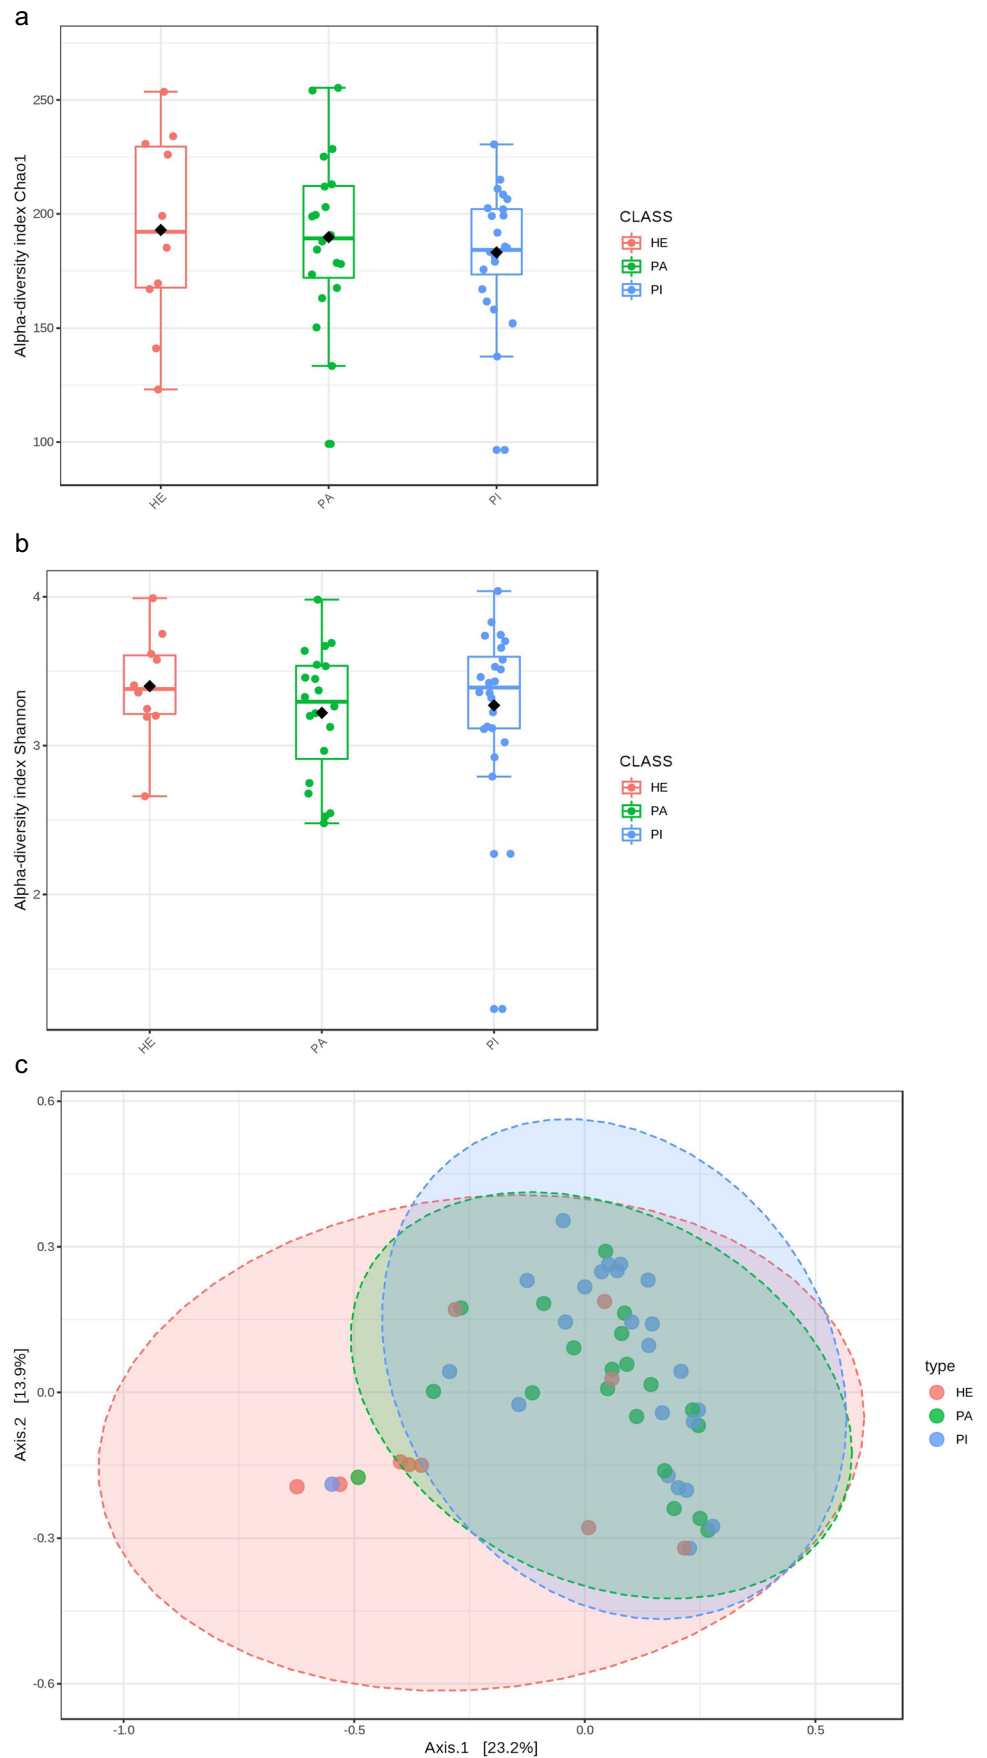 a
Alpha-diversity index Chao1
250
200
150
100
HE
PA
PI
CLASS
HE
PA
PI
b
Alpha-diversity index Shannon
4
3
2
HE
PA
PI
CLASS
HE
PA
PI
c
Axis.2 [13.9%]
0.6
0.3
0.0
-0.3
-0.6
-1.0
-0.5
0.0
0.5
Axis.1 [23.2%]
type
HE
PA
PI